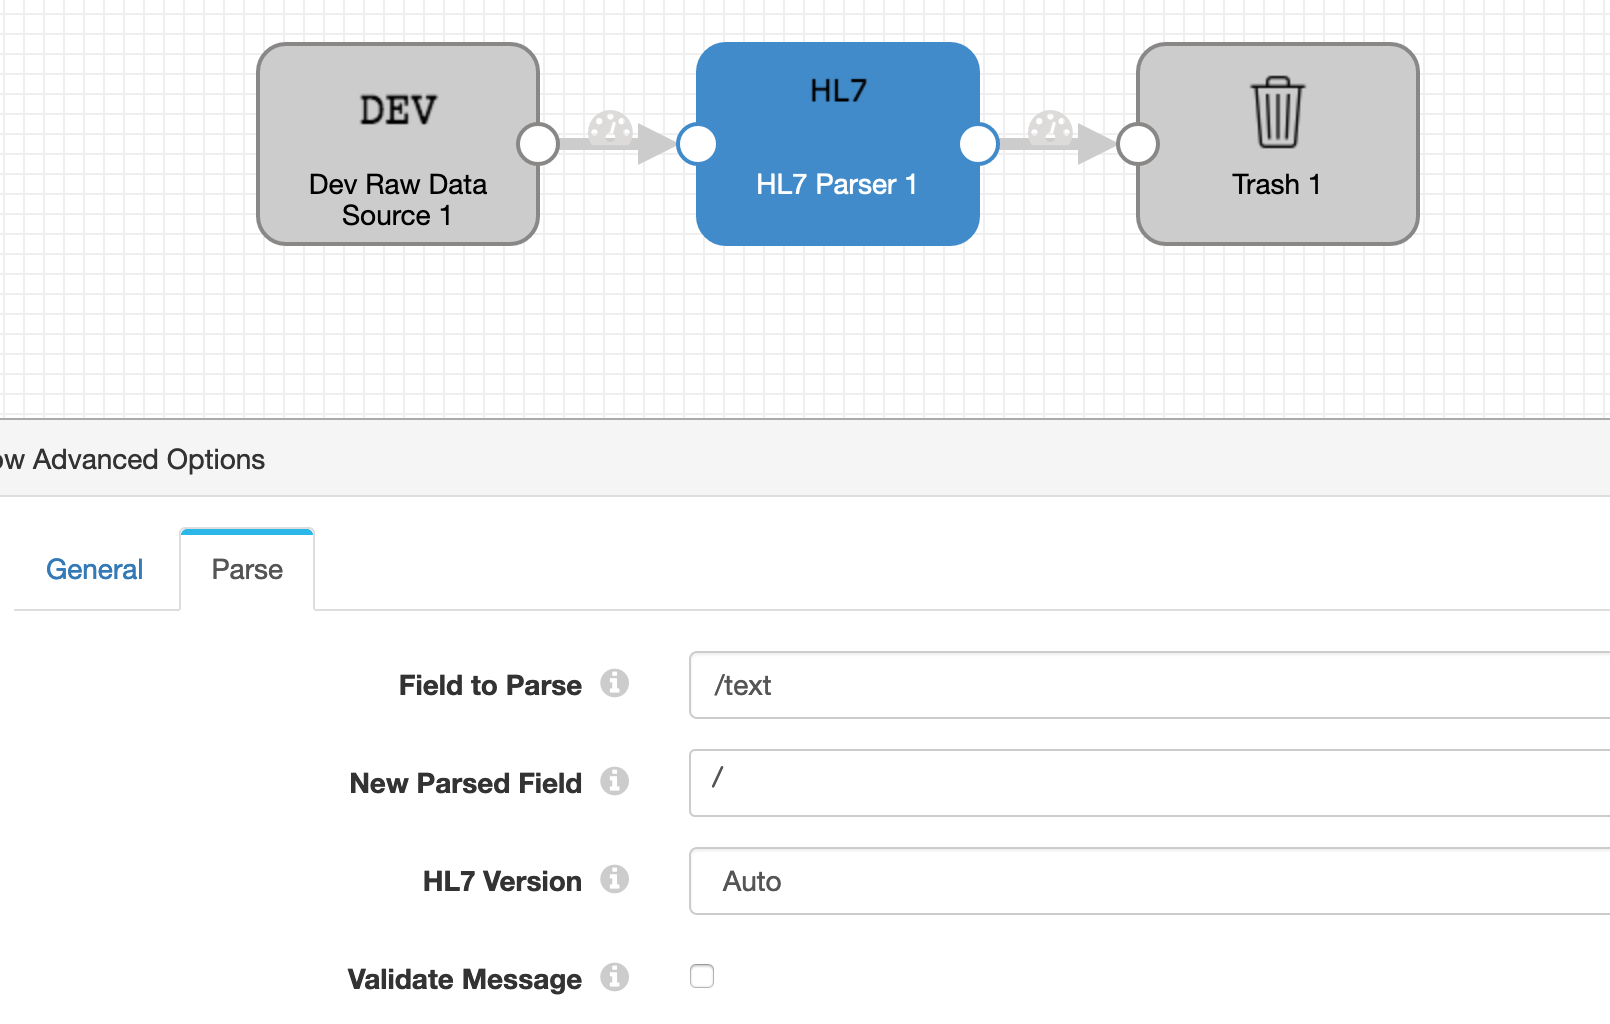 DEV
Dev Raw Data
Source 1
HL7
HL7 Parser 1
Trash 1
ow Advanced Options
General
Parse
Field to Parse
/text
New Parsed Field
/
HL7 Version
Auto
Validate Message